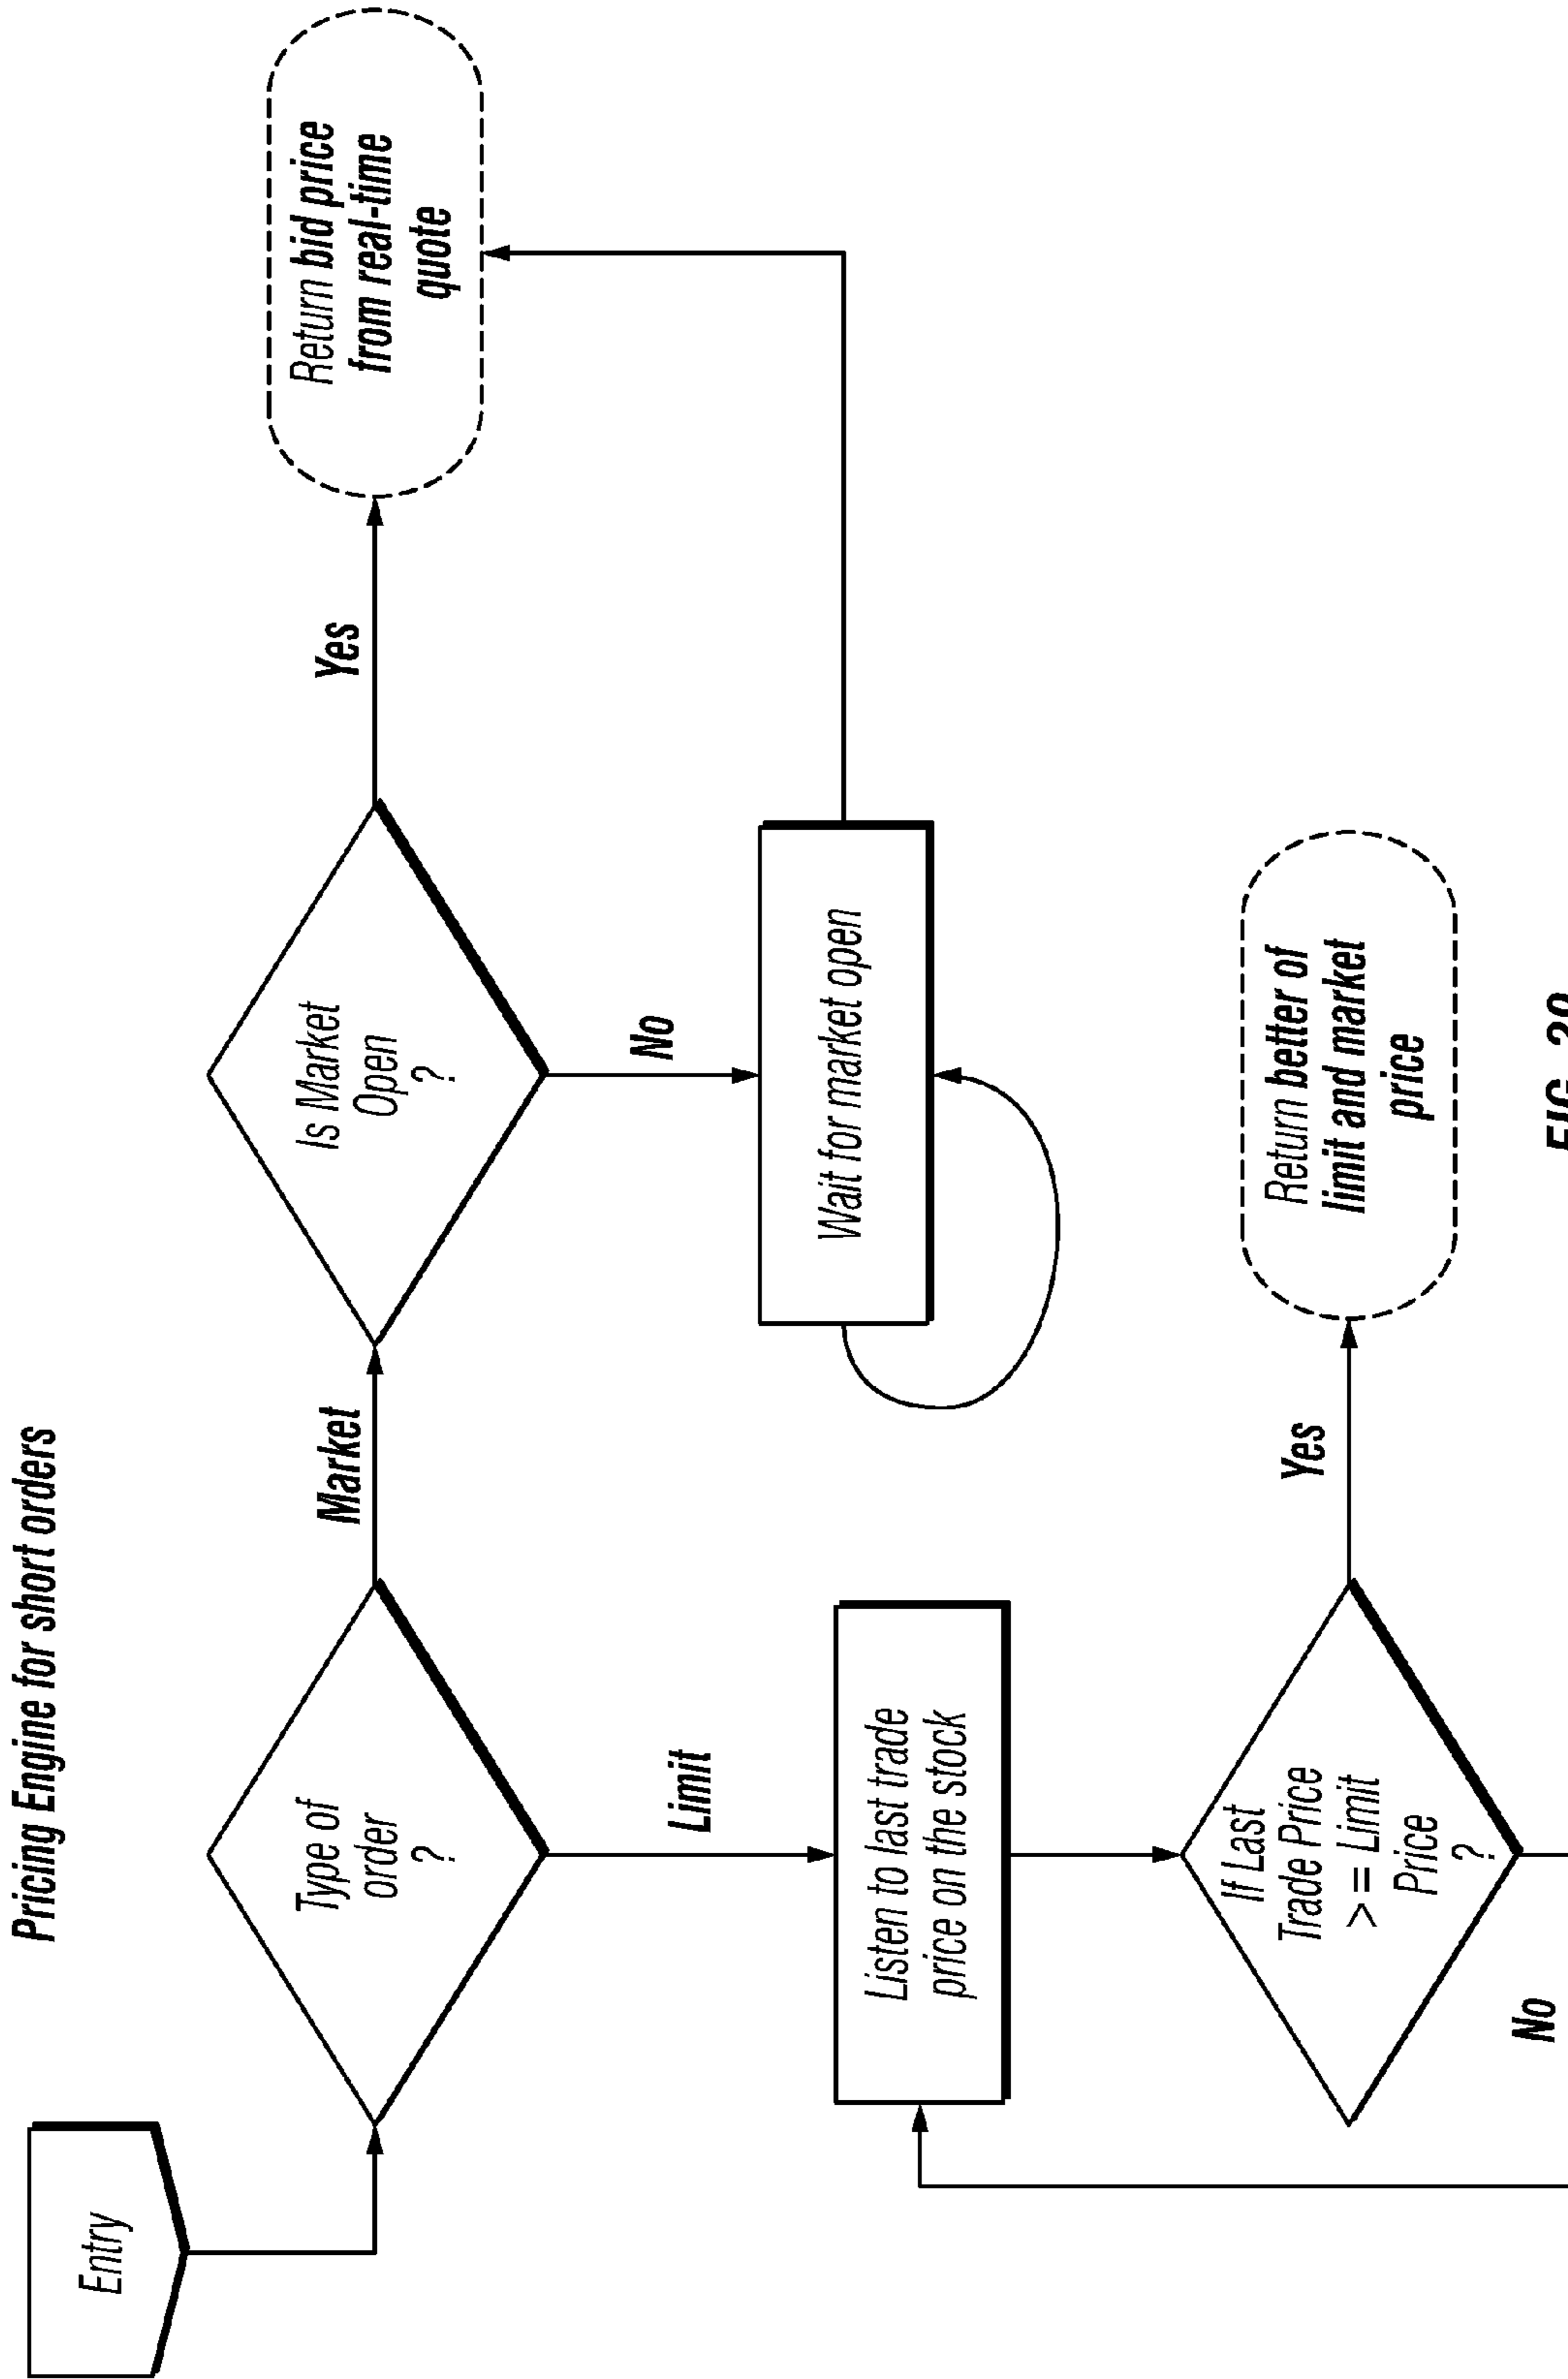 Pricing Engine for short orders
Entry
Type of
order
?
Market
Is Market
Open
?
Yes
Return bid price
from real-time
quote
Limit
No
Wait for market open
Listen to last trade
price on the stock
If Last
Trade Price
>= Limit
Price
?
Yes
Return better of
limit and market
price
No